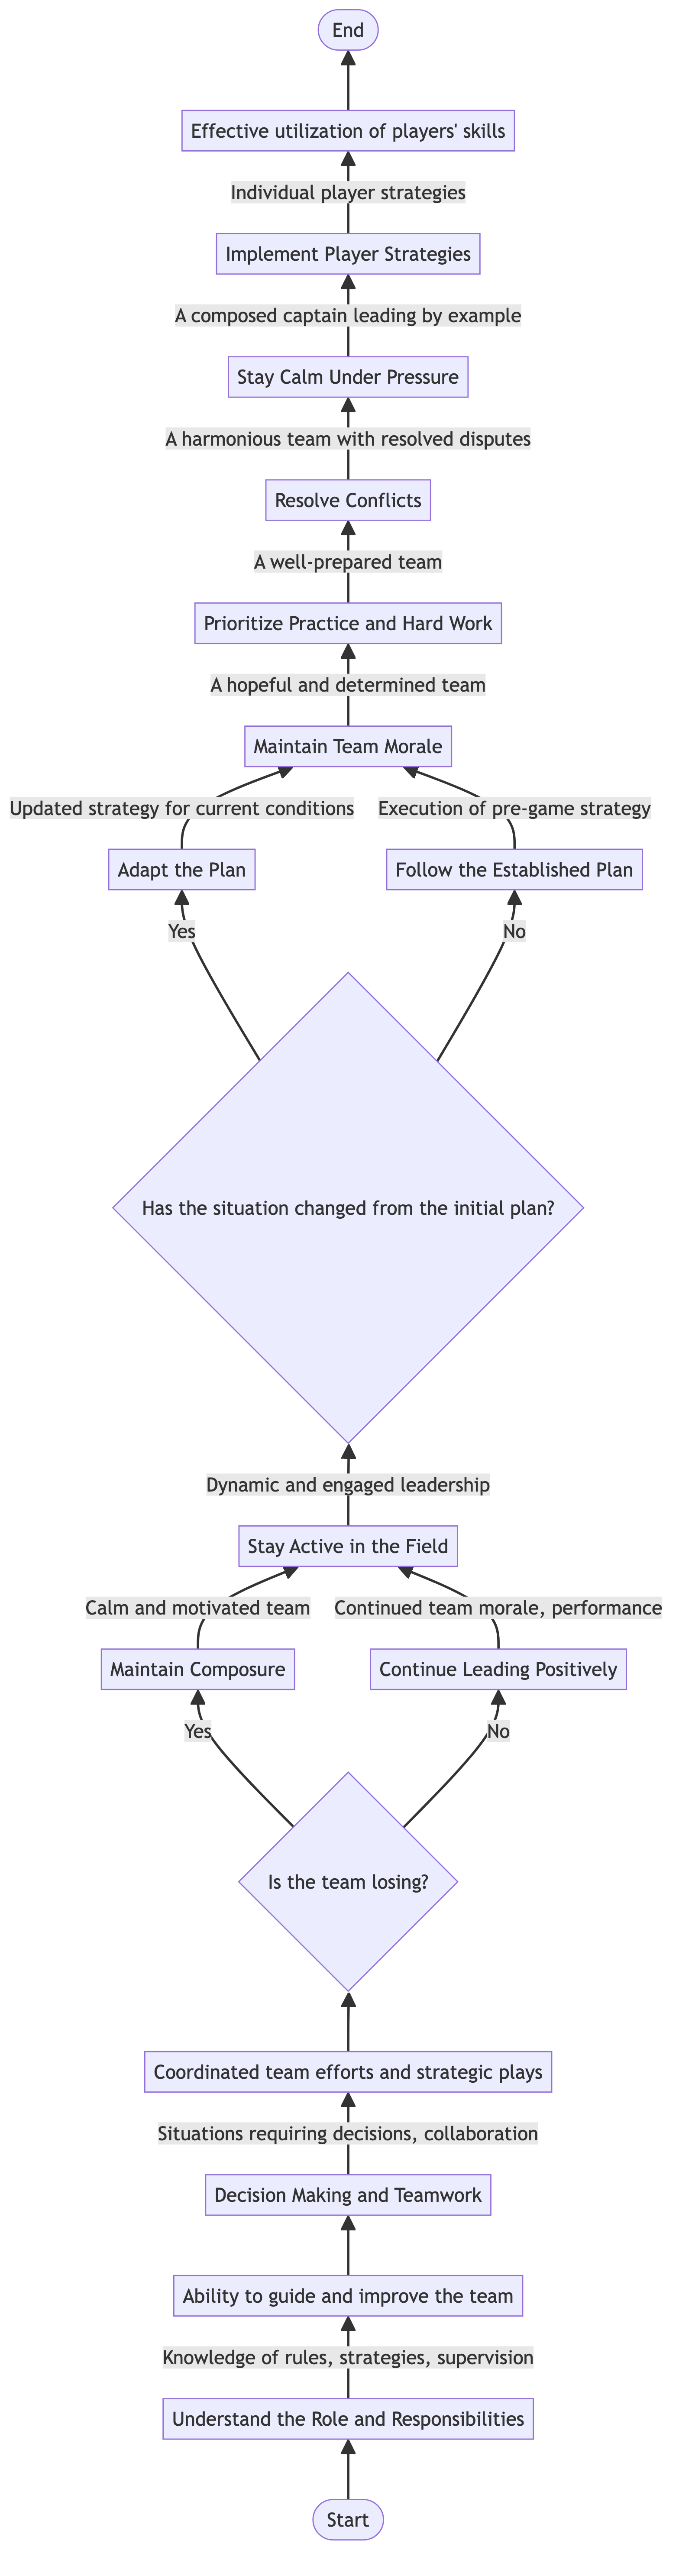 End
Effective utilization of players' skills
Individual player strategies
Implement Player Strategies
A composed captain leading by example
Stay Calm Under Pressure
A harmonious team with resolved disputes
Resolve Conflicts
A well-prepared team
Prioritize Practice and Hard Work
A hopeful and determined team
Maintain Team Morale
Updated strategy for current conditions
Execution of pre-game strategy
Adapt the Plan
Follow the Established Plan
Yes
No
Has the situation changed from the initial plan?
Dynamic and engaged leadership
Stay Active in the Field
Calm and motivated team
Continued team morale, performance
Maintain Composure
Continue Leading Positively
Yes
No
Is the team losing?
Coordinated team efforts and strategic plays
Situations requiring decisions, collaboration
Decision Making and Teamwork
Ability to guide and improve the team
Knowledge of rules, strategies, supervision
Understand the Role and Responsibilities
Start